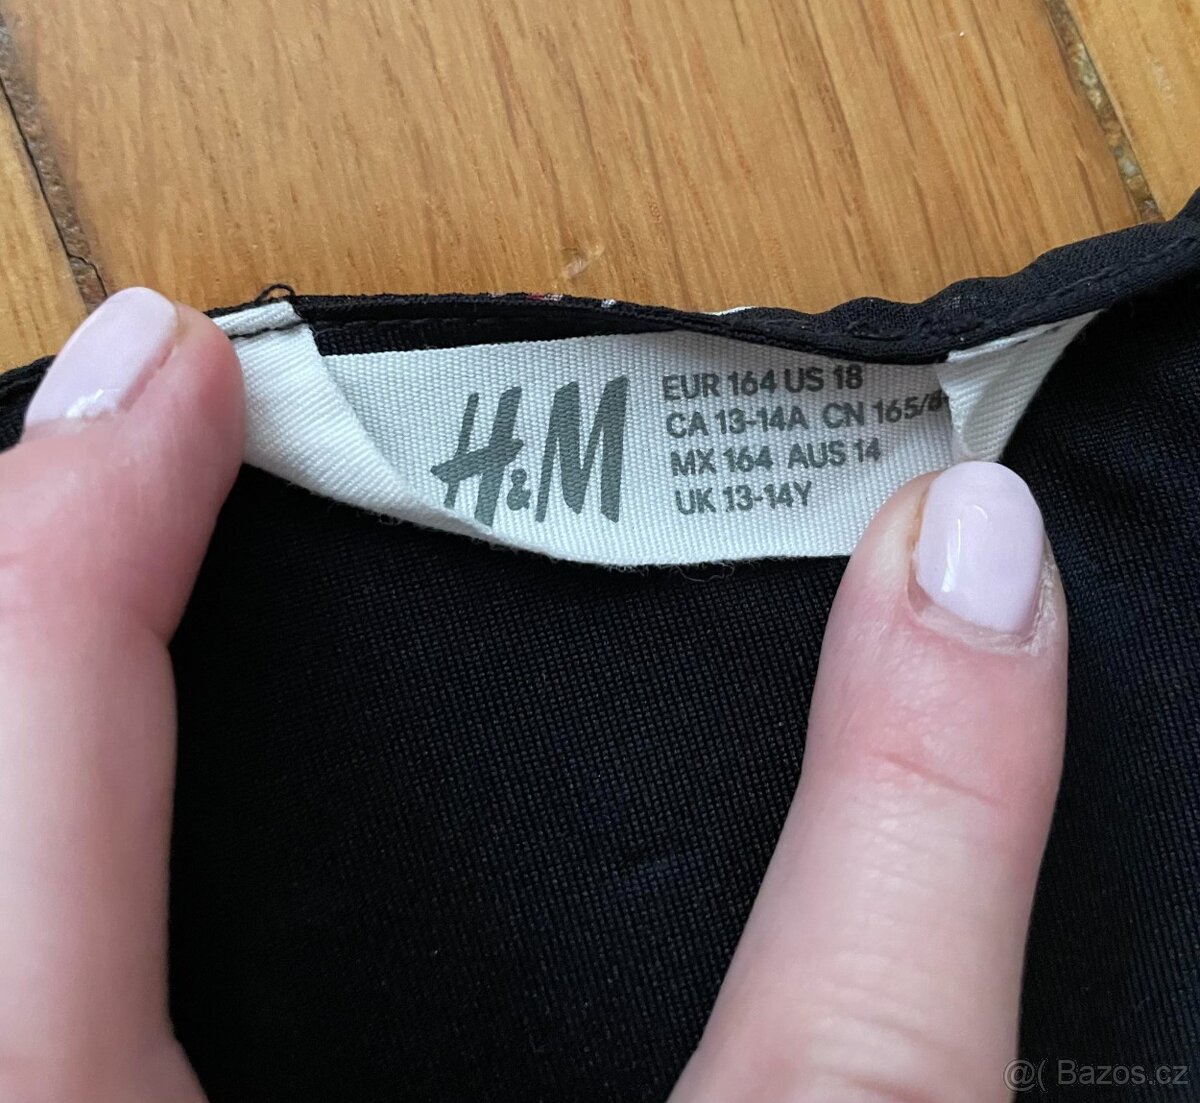 H&M
EUR 164 US 18
CA 13-14A CN 165/
MX 164 AUS 14
UK 13-14Y
@( Bazos.cz